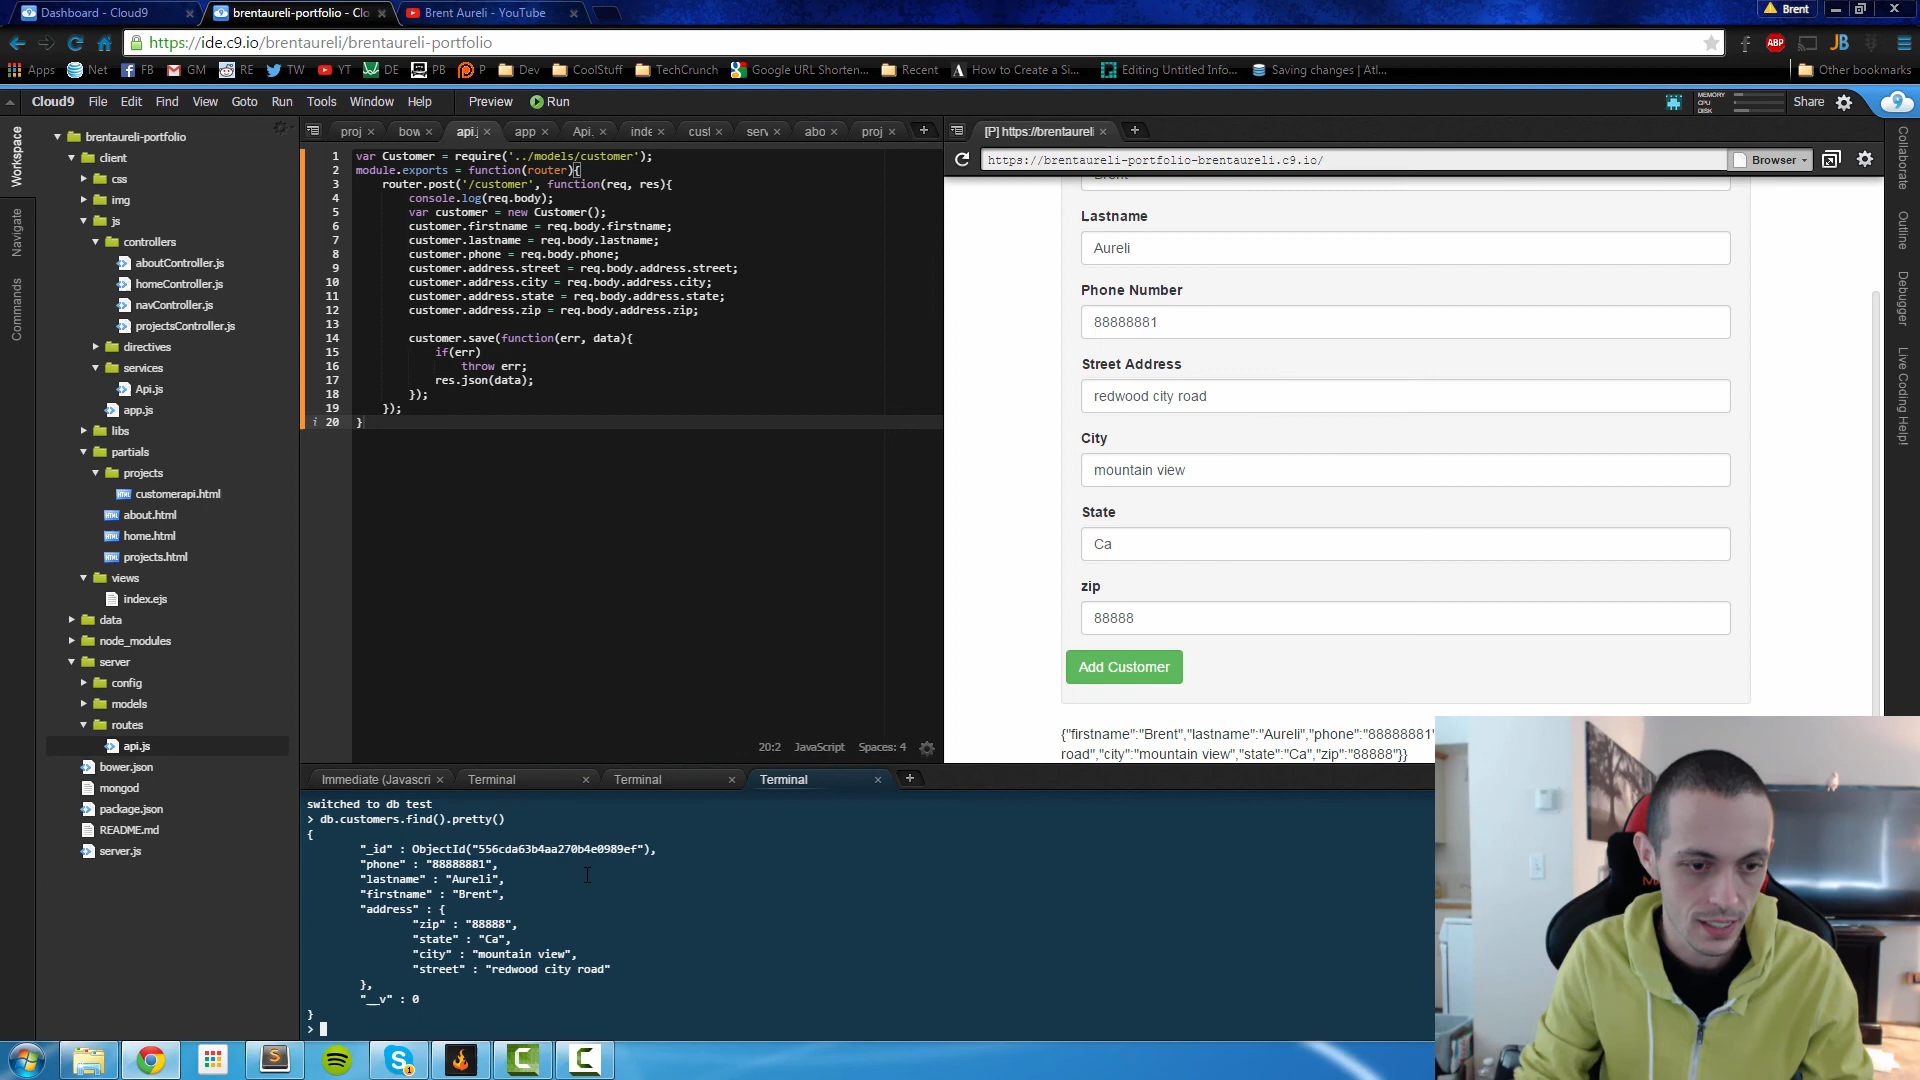 Dashboard - Cloud9
brentaureli-portfolio - Clo
Brent Aureli - YouTube
Brent
https://ide.c9.io/brentaureli/brentaureli-portfolio
Apps
Net
FB
GM
RE
TW
YT
DE
PB
P
Dev
CoolStuff
TechCrunch
Google URL Shorten...
Recent
How to Create a Si...
Editing Untitled Info...
Saving changes | Atl...
Other bookmarks
Cloud9 File Edit Find View Goto Run Tools Window Help Preview Run
MEMORY
CPU
DISK
Share
Workspace
Navigate
Commands
brentaureli-portfolio
client
css
img
js
controllers
aboutController.js
homeController.js
navController.js
projectsController.js
directives
services
Api.js
app.js
libs
partials
projects
customerapi.html
about.html
home.html
projects.html
views
index.ejs
data
node_modules
server
config
models
routes
api.js
bower.json
mongod
package.json
README.md
server.js
proj
bow
api.j
app
Api.
inde
cust
serv
abo
proj
1 var Customer = require('../models/customer');
2 module.exports = function(router){
3 router.post('/customer', function(req, res){
4 console.log(req.body);
5 var customer = new Customer();
6 customer.firstname = req.body.firstname;
7 customer.lastname = req.body.lastname;
8 customer.phone = req.body.phone;
9 customer.address.street = req.body.address.street;
10 customer.address.city = req.body.address.city;
11 customer.address.state = req.body.address.state;
12 customer.address.zip = req.body.address.zip;
13
14 customer.save(function(err, data){
15 if(err)
16 throw err;
17 res.json(data);
18 });
19 });
i 20 }
20:2 JavaScript Spaces: 4
[P] https://brentaureli
https://brentaureli-portfolio-brentaureli.c9.io/
Browser
Brent
Lastname
Aureli
Phone Number
88888881
Street Address
redwood city road
City
mountain view
State
Ca
zip
88888
Add Customer
{"firstname":"Brent","lastname":"Aureli","phone":"88888881"
road","city":"mountain view","state":"Ca","zip":"88888"}}
Collaborate
Outline
Debugger
Live Coding Help!
Immediate (Javascri
Terminal
Terminal
Terminal
switched to db test
> db.customers.find().pretty()
{
"_id" : ObjectId("556cda63b4aa270b4e0989ef"),
"phone" : "88888881",
"lastname" : "Aureli",
"firstname" : "Brent",
"address" : {
"zip" : "88888",
"state" : "Ca",
"city" : "mountain view",
"street" : "redwood city road"
},
"__v" : 0
}
>